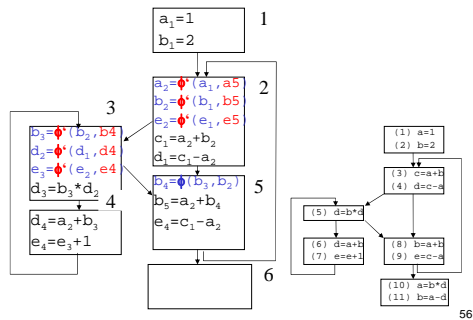 1
a₁=1
b₁=2
2
a₂=ϕ‘(a₁,a5)
b₂=ϕ‘(b₁,b5)
e₂=ϕ‘(e₁,e5)
c₁=a₂+b₂
d₁=c₁-a₂
3
b₃=ϕ‘(b₂,b4)
d₂=ϕ‘(d₁,d4)
e₃=ϕ‘(e₂,e4)
d₃=b₃*d₂
4
d₄=a₂+b₃
e₄=e₃+1
5
b₄=ϕ(b₃,b₂)
b₅=a₂+b₄
e₄=c₁-a₂
6
(1) a=1
(2) b=2
(3) c=a+b
(4) d=c-a
(5) d=b*d
(6) d=a+b
(7) e=e+1
(8) b=a+b
(9) e=c-a
(10) a=b*d
(11) b=a-d
56